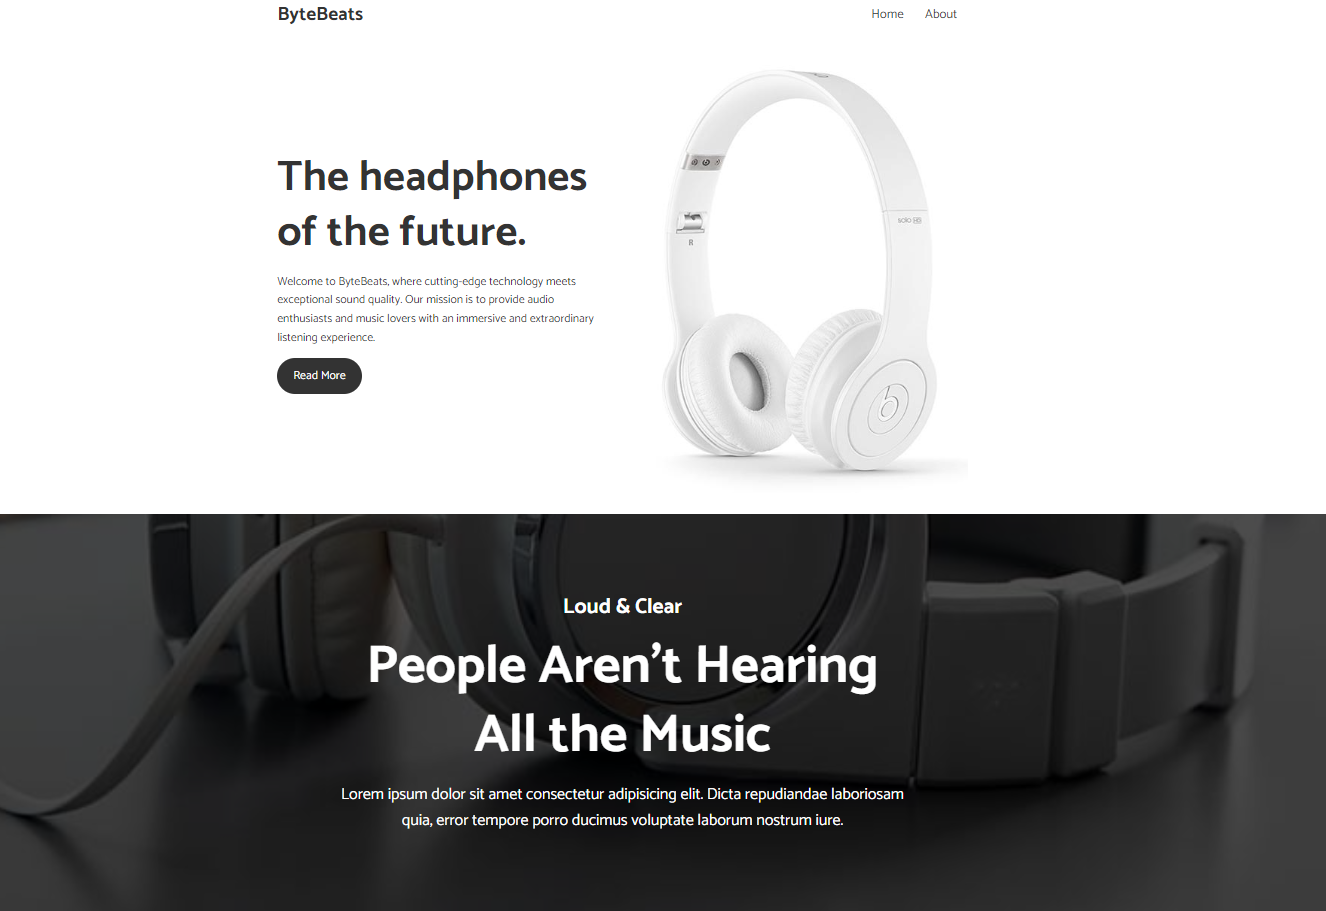 ByteBeats
Home
About
The headphones
of the future.
Welcome to ByteBeats, where cutting-edge technology meets
exceptional sound quality. Our mission is to provide audio
enthusiasts and music lovers with an immersive and extraordinary
listening experience.
Read More
R
solo HD
b
Loud & Clear
People Aren’t Hearing
All the Music
Lorem ipsum dolor sit amet consectetur adipisicing elit. Dicta repudiandae laboriosam
quia, error tempore porro ducimus voluptate laborum nostrum iure.